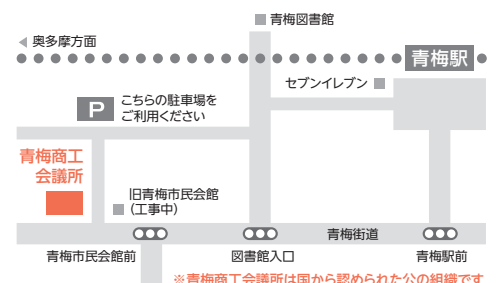 青梅図書館
奥多摩方面
青梅駅
セブンイレブン
P
こちらの駐車場を
ご利用ください
青梅商工
会議所
旧青梅市民会館
(工事中)
青梅街道
青梅市民会館前
図書館入口
青梅駅前
※青梅商工会議所は国から認められた公の組織です